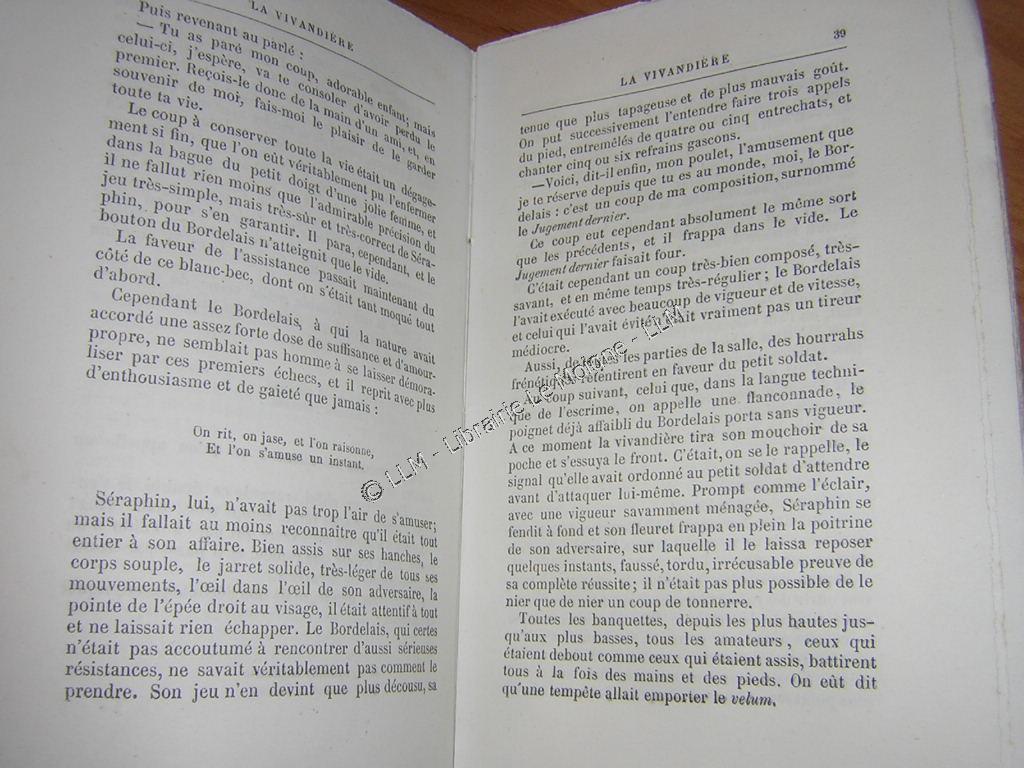 LA VIVANDIÈRE
Puis revenant au parlé :
— Tu as paré mon coup, adorable enfant; mais
celui-ci, j'espère, va te consoler d'avoir perdu le
premier. Reçois-le donc de la main d'un ami, et, en
souvenir de moi, fais-moi le plaisir de le garder
toute ta vie.
Le coup à conserver toute la vie était un dégage-
ment si fin, que l'on eût véritablement pu l'enfermer
dans la bague du petit doigt d'une jolie femme, et
il ne fallut rien moins que l'admirable précision du
jeu très-simple, mais très-sûr et très-correct de Séra-
phin, pour s'en garantir. Il para, cependant, et le
bouton du Bordelais n'atteignit que le vide.
La faveur de l'assistance passait maintenant du
côté de ce blanc-bec, dont on s'était tant moqué tout
d'abord.
Cependant le Bordelais, à qui la nature avait
accordé une assez forte dose de suffisance et d'amour-
propre, ne semblait pas homme à se laisser démora-
liser par ces premiers échecs, et il reprit avec plus
d'enthousiasme et de gaieté que jamais :
On rit, on jase, et l'on raisonne,
Et l'on s'amuse un instant.
Séraphin, lui, n'avait pas trop l'air de s'amuser;
mais il fallait au moins reconnaître qu'il était tout
entier à son affaire. Bien assis sur ses hanches, le
corps souple, le jarret solide, très-léger de tous ses
mouvements, l'œil dans l'œil de son adversaire, la
pointe de l'épée droit au visage, il était attentif à tout
et ne laissait rien échapper. Le Bordelais, qui certes
n'était pas accoutumé à rencontrer d'aussi sérieuses
résistances, ne savait véritablement pas comment le
prendre. Son jeu n'en devint que plus décousu, sa
39
LA VIVANDIÈRE
tenue que plus tapageuse et de plus mauvais goût.
On put successivement l'entendre faire trois appels
du pied, entremêlés de quatre ou cinq entrechats, et
chanter cinq ou six refrains gascons.
—Voici, dit-il enfin, mon poulet, l'amusement que
je te réserve depuis que tu es au monde, moi, le Bor-
delais : c'est un coup de ma composition, surnommé
le Jugement dernier.
Ce coup eut cependant absolument le même sort
que les précédents, et il frappa dans le vide. Le
Jugement dernier faisait four.
C'était cependant un coup très-bien composé, très-
savant, et en même temps très-régulier; le Bordelais
l'avait exécuté avec beaucoup de vigueur et de vitesse,
et celui qui l'avait évité n'était vraiment pas un tireur
médiocre.
Aussi, de toutes les parties de la salle, des hourrahs
frénétiques retentirent en faveur du petit soldat.
Au coup suivant, celui que, dans la langue techni-
que de l'escrime, on appelle une flanconnade, le
poignet déjà affaibli du Bordelais porta sans vigueur.
A ce moment la vivandière tira son mouchoir de sa
poche et s'essuya le front. C'était, on se le rappelle, le
signal qu'elle avait ordonné au petit soldat d'attendre
avant d'attaquer lui-même. Prompt comme l'éclair,
avec une vigueur savamment ménagée, Séraphin se
fendit à fond et son fleuret frappa en plein la poitrine
de son adversaire, sur laquelle il le laissa reposer
quelques instants, faussé, tordu, irrécusable preuve de
sa complète réussite; il n'était pas plus possible de le
nier que de nier un coup de tonnerre.
Toutes les banquettes, depuis les plus hautes jus-
qu'aux plus basses, tous les amateurs, ceux qui
étaient debout comme ceux qui étaient assis, battirent
tous à la fois des mains et des pieds. On eût dit
qu'une tempête allait emporter le velum.
© LLM - Librairie Le Moigne - LLM